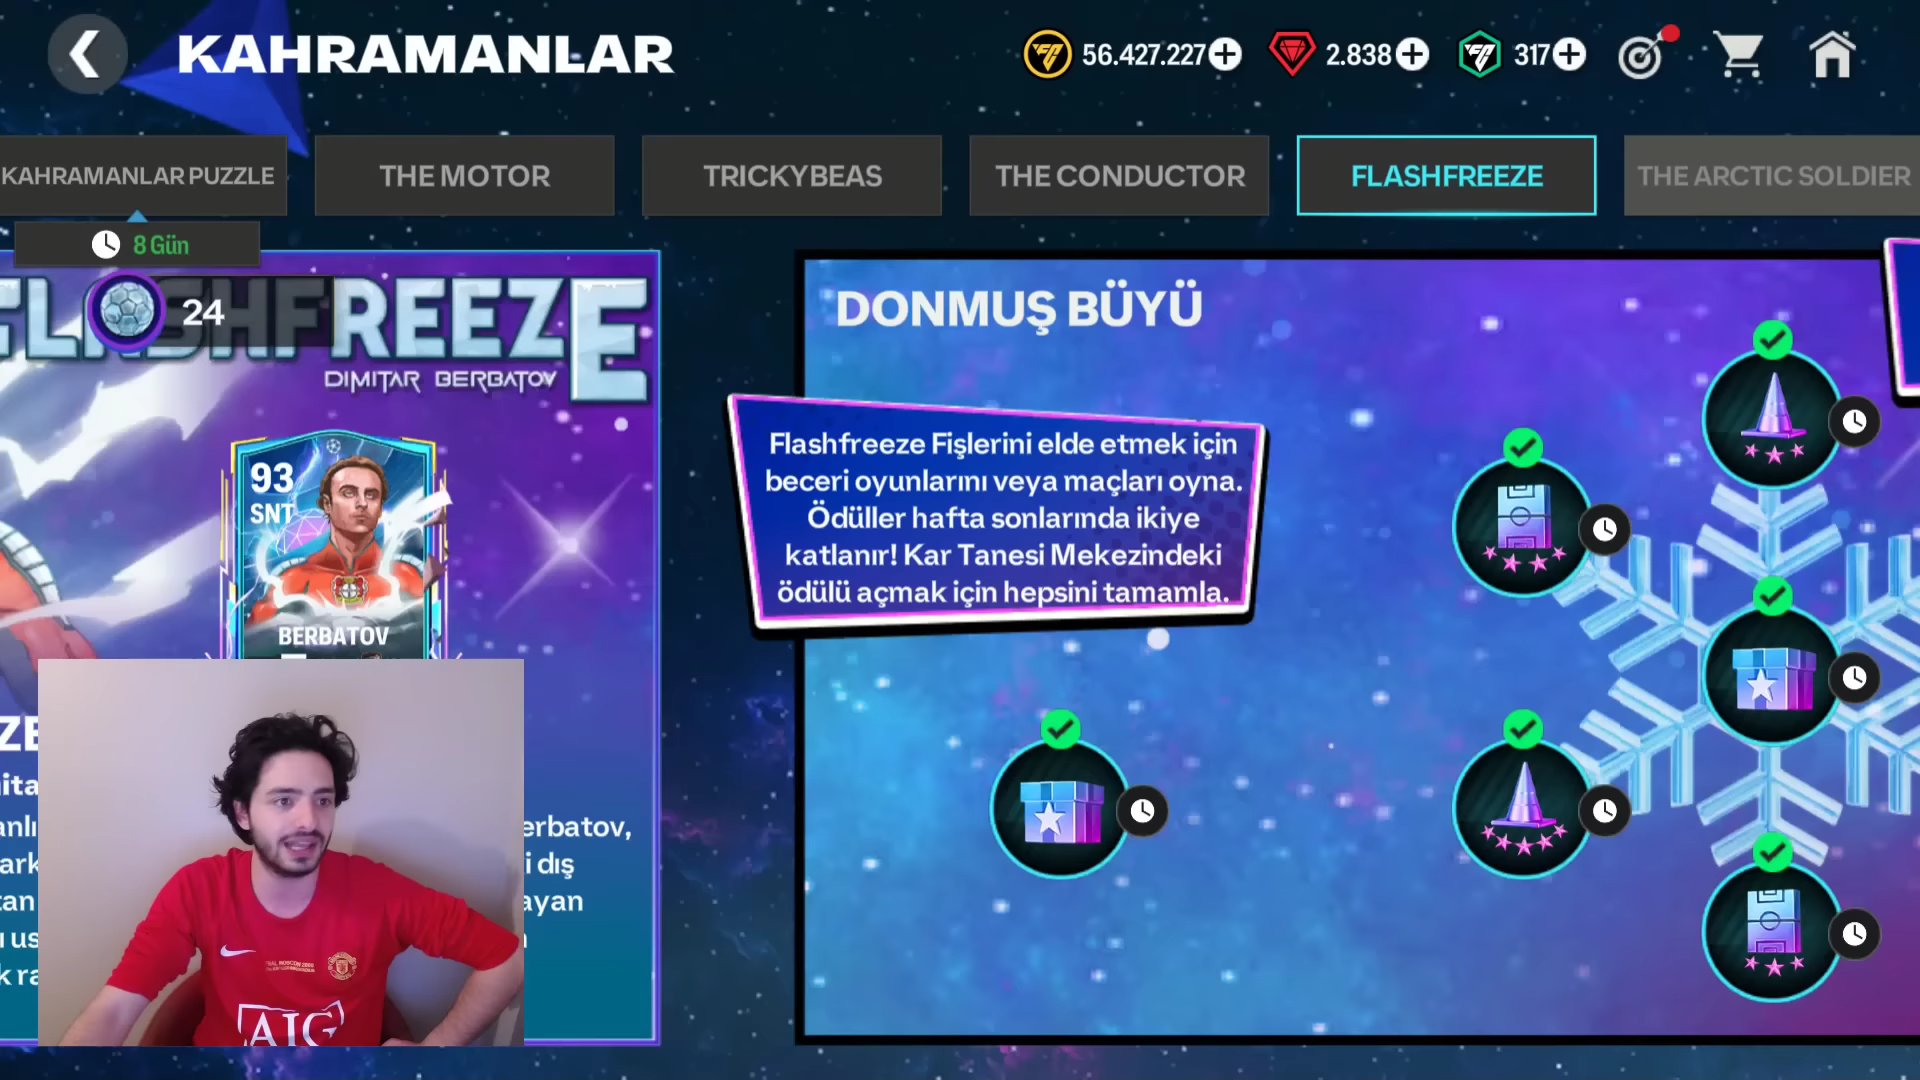 KAHRAMANLAR
56.427.227
2.838
317
KAHRAMANLAR PUZZLE
THE MOTOR
TRICKYBEAS
THE CONDUCTOR
FLASHFREEZE
THE ARCTIC SOLDIER
8 Gün
24
FLASHFREEZE
DIMITAR BERBATOV
93
SNT
BERBATOV
DONMUŞ BÜYÜ
Flashfreeze Fişlerini elde etmek için
beceri oyunlarını veya maçları oyna.
Ödüller hafta sonlarında ikiye
katlanır! Kar Tanesi Mekezindeki
ödülü açmak için hepsini tamamla.
erbatov,
i dış
ayan
AIG